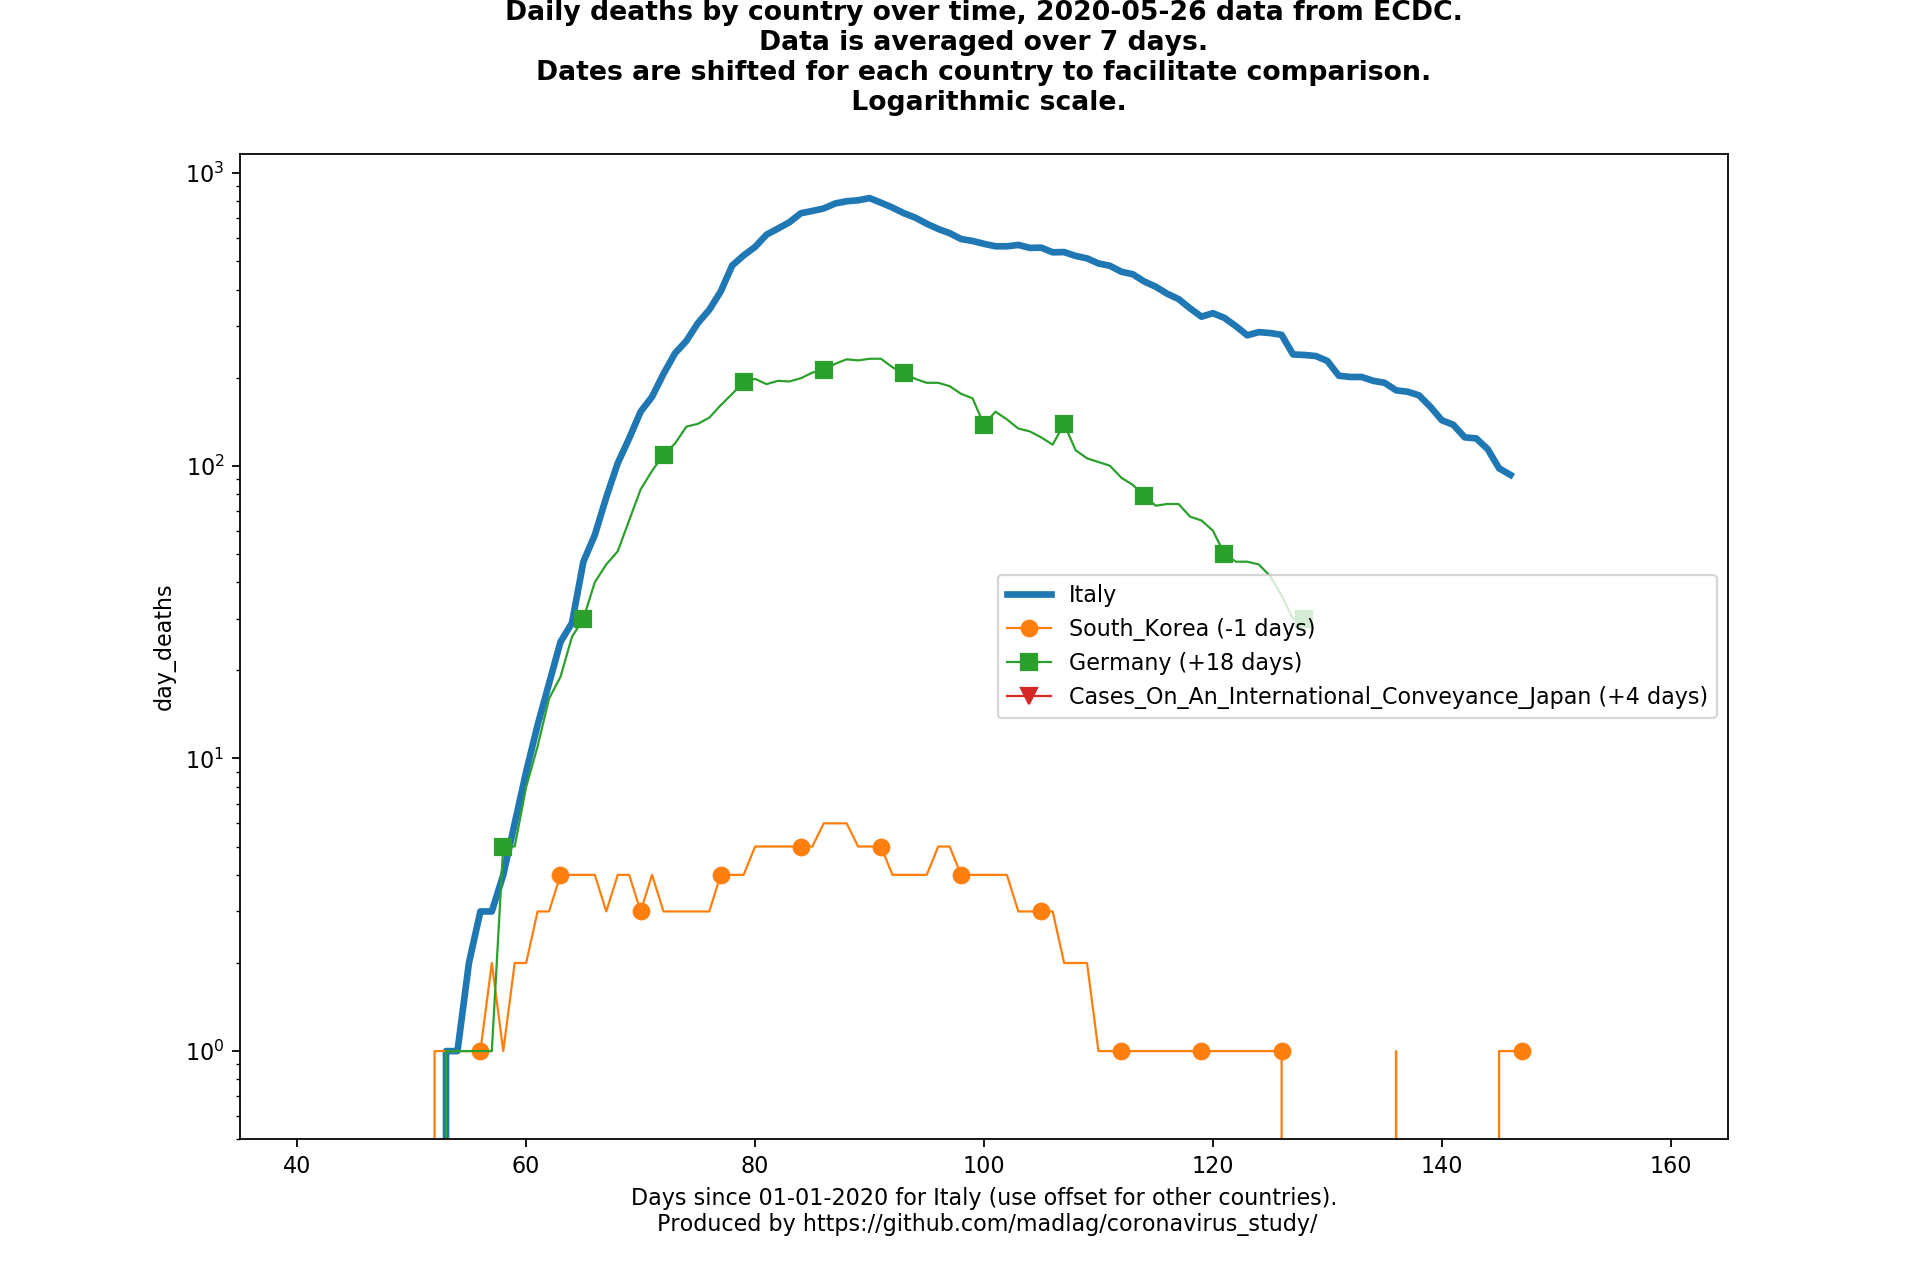 Daily deaths by country over time, 2020-05-26 data from ECDC.
Data is averaged over 7 days.
Dates are shifted for each country to facilitate comparison.
Logarithmic scale.
10³
10²
10¹
10⁰
day_deaths
Italy
South_Korea (-1 days)
Germany (+18 days)
Cases_On_An_International_Conveyance_Japan (+4 days)
40 60 80 100 120 140 160
Days since 01-01-2020 for Italy (use offset for other countries).
Produced by https://github.com/madlag/coronavirus_study/